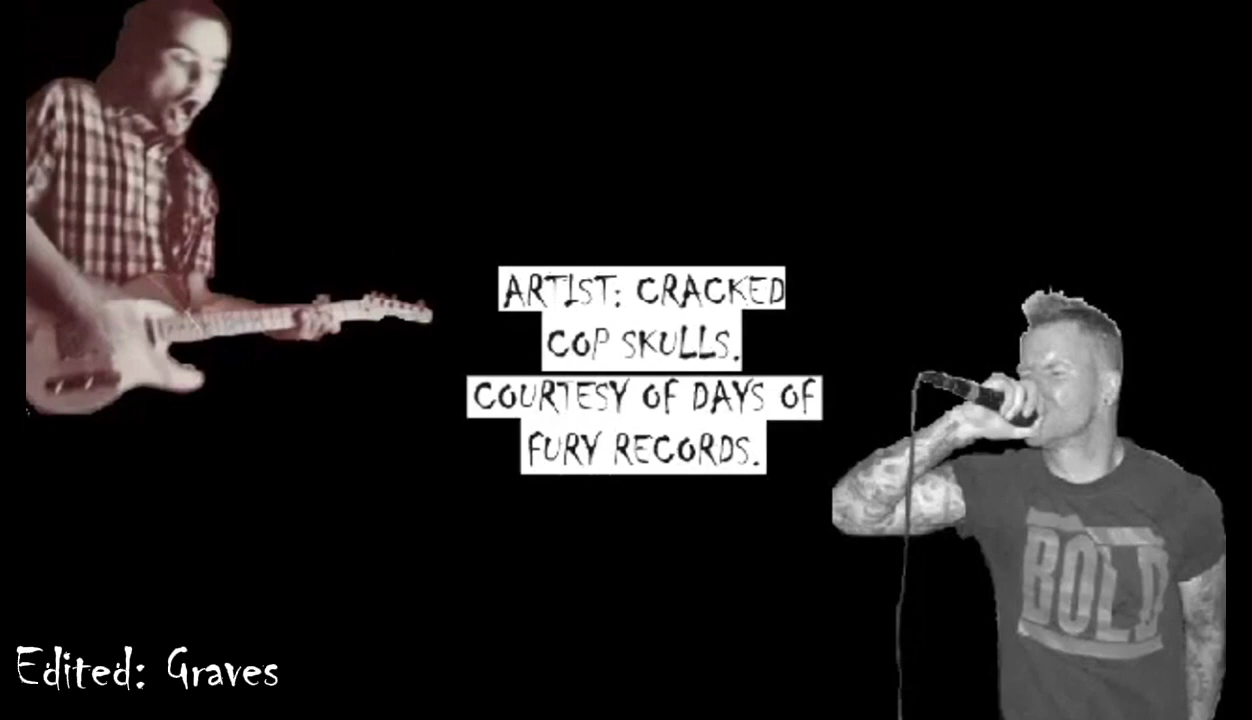 ARTIST: CRACKED
COP SKULLS.
COURTESY OF DAYS OF
FURY RECORDS.
BOLD
Edited: Graves